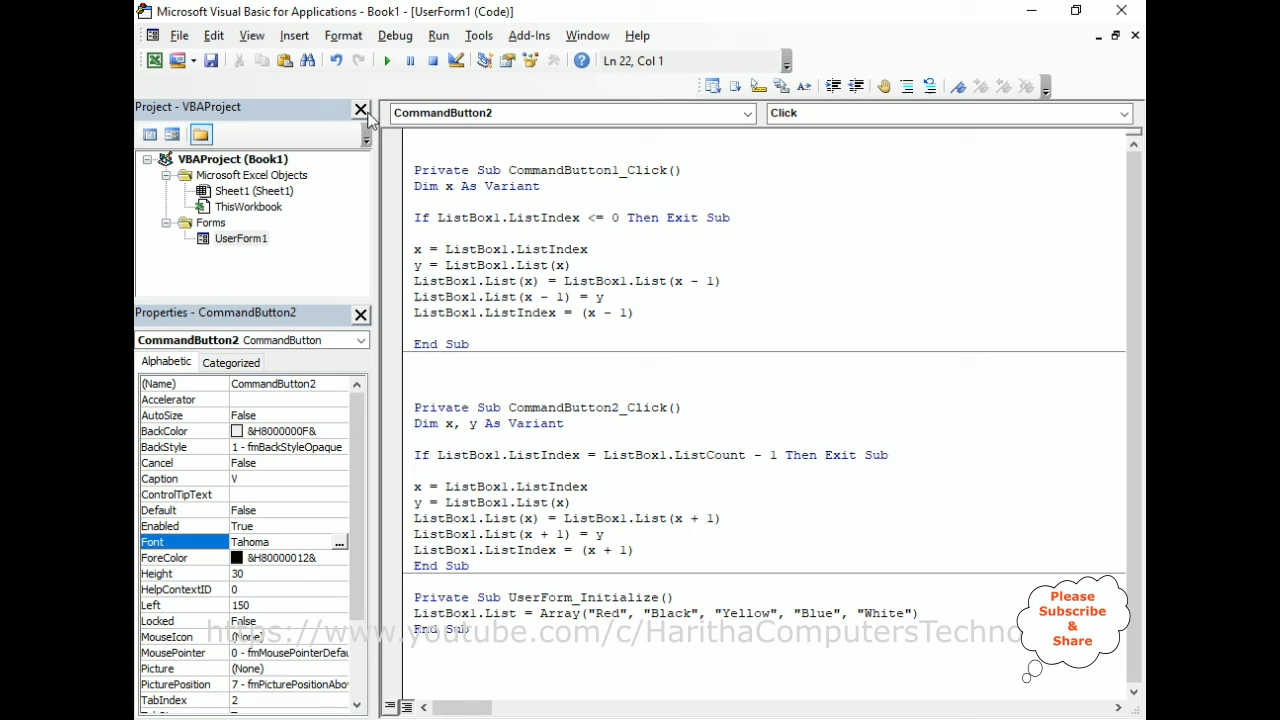 Microsoft Visual Basic for Applications - Book1 - [UserForm1 (Code)]
File Edit View Insert Format Debug Run Tools Add-Ins Window Help
Ln 22, Col 1
Project - VBAProject
VBAProject (Book1)
Microsoft Excel Objects
Sheet1 (Sheet1)
ThisWorkbook
Forms
UserForm1
Properties - CommandButton2
CommandButton2 CommandButton
Alphabetic Categorized
(Name) CommandButton2
Accelerator
AutoSize False
BackColor &H8000000F&
BackStyle 1 - fmBackStyleOpaque
Cancel False
Caption V
ControlTipText
Default False
Enabled True
Font Tahoma ...
ForeColor &H80000012&
Height 30
HelpContextID 0
Left 150
Locked False
MouseIcon (None)
MousePointer 0 - fmMousePointerDefau
Picture (None)
PicturePosition 7 - fmPicturePositionAbov
TabIndex 2
CommandButton2 Click
Private Sub CommandButton1_Click()
Dim x As Variant
If ListBox1.ListIndex <= 0 Then Exit Sub
x = ListBox1.ListIndex
y = ListBox1.List(x)
ListBox1.List(x) = ListBox1.List(x - 1)
ListBox1.List(x - 1) = y
ListBox1.ListIndex = (x - 1)
End Sub
Private Sub CommandButton2_Click()
Dim x, y As Variant
If ListBox1.ListIndex = ListBox1.ListCount - 1 Then Exit Sub
x = ListBox1.ListIndex
y = ListBox1.List(x)
ListBox1.List(x) = ListBox1.List(x + 1)
ListBox1.List(x + 1) = y
ListBox1.ListIndex = (x + 1)
End Sub
Private Sub UserForm_Initialize()
ListBox1.List = Array("Red", "Black", "Yellow", "Blue", "White")
End Sub
https://www.youtube.com/c/HarithaComputersTechno
Please
Subscribe
&
Share